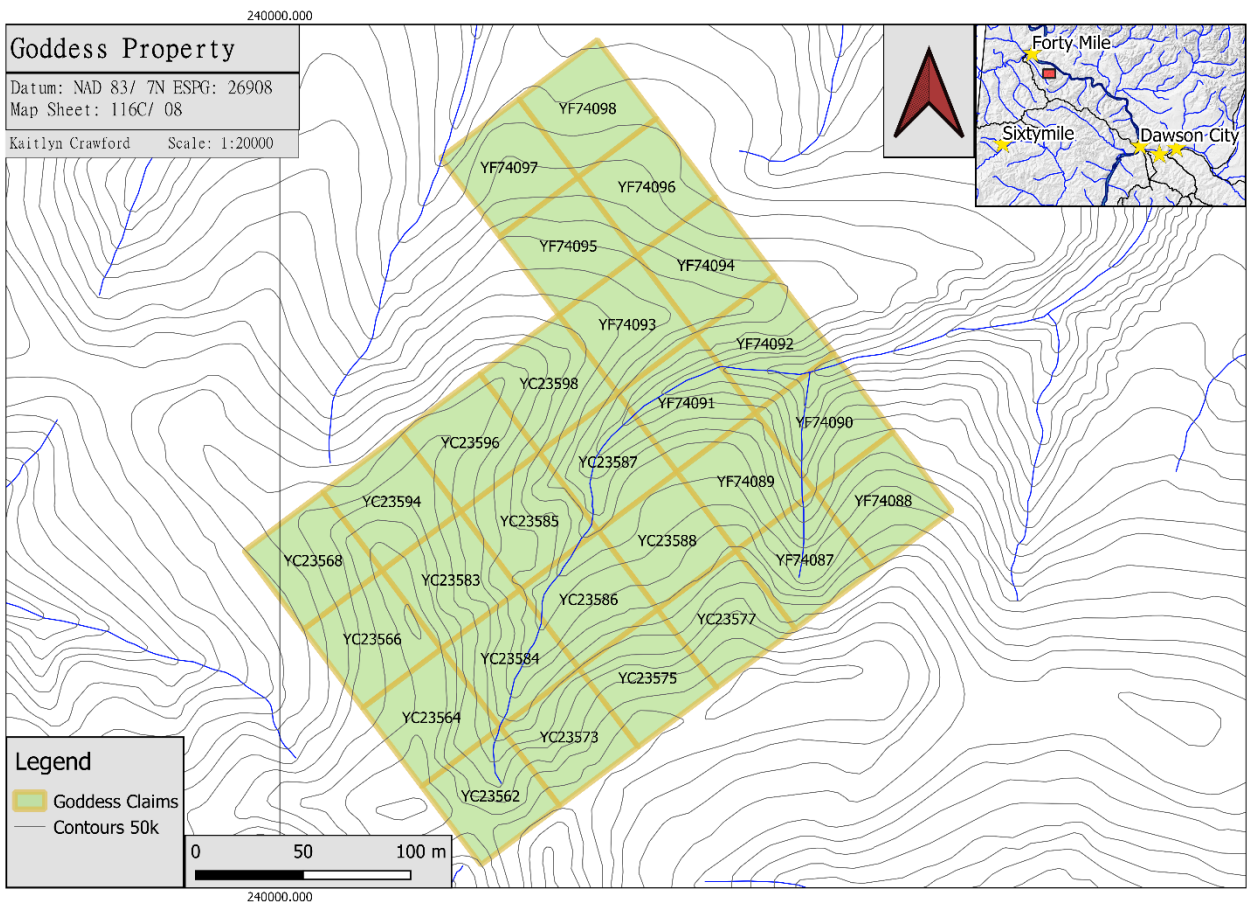 240000.000
Goddess Property
Datum: NAD 83/ 7N ESPG: 26908
Map Sheet: 116C/ 08
Kaitlyn Crawford Scale: 1:20000
Forty Mile
Sixtymile
Dawson City
YF74098
YF74097
YF74096
YF74095
YF74094
YF74093
YF74092
YC23598
YF74091
YF74090
YC23596
YC23587
YF74089
YC23594
YF74088
YC23585
YC23588
YC23568
YF74087
YC23583
YC23586
YC23577
YC23566
YC23584
YC23575
YC23564
YC23573
YC23562
Legend
Goddess Claims
Contours 50k
0 50 100 m
240000.000